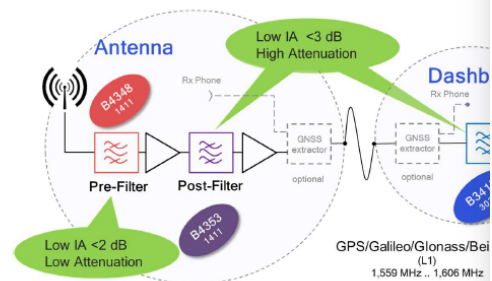 Antenna
Low IA <3 dB
High Attenuation
Rx Phone
B4348
1411
GNSS
extractor
optional
Pre-Filter
Post-Filter
B4353
1411
Low IA <2 dB
Low Attenuation
Rx Phone
GNSS
extractor
optional
GPS/Galileo/Glonass/Bei
(L1)
1,559 MHz .. 1,606 MHz